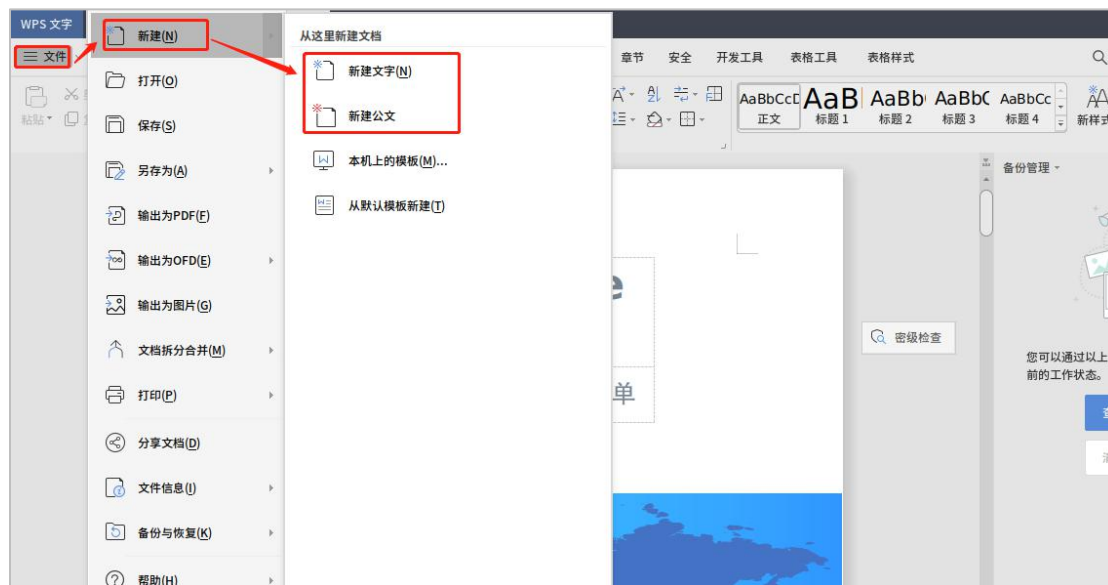 WPS 文字
文件
新建(N)
打开(O)
保存(S)
另存为(A)
输出为PDF(F)
输出为OFD(E)
输出为图片(G)
文档拆分合并(M)
打印(P)
分享文档(D)
文件信息(I)
备份与恢复(K)
帮助(H)
从这里新建文档
新建文字(N)
新建公文
本机上的模板(M)...
从默认模板新建(T)
章节 安全 开发工具 表格工具 表格样式
粘贴
AaBbCcD AaB AaBb AaBbC AaBbCc
正文 标题 1 标题 2 标题 3 标题 4 新样式
备份管理
e
单
密级检查
您可以通过以上
前的工作状态。